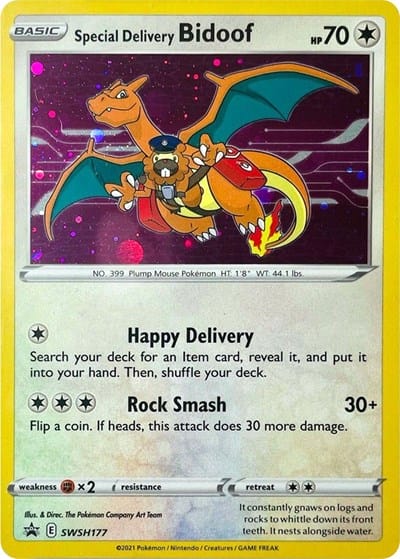 BASIC Special Delivery Bidoof HP70
NO. 399 Plump Mouse Pokémon HT: 1'8" WT: 44.1 lbs.
Happy Delivery
Search your deck for an Item card, reveal it, and put it
into your hand. Then, shuffle your deck.
Rock Smash 30+
Flip a coin. If heads, this attack does 30 more damage.
weakness ×2 resistance retreat
Illus. & Direc. The Pokémon Company Art Team
E SWSH177
It constantly gnaws on logs and
rocks to whittle down its front
teeth. It nests alongside water.
©2021 Pokémon / Nintendo / Creatures / GAME FREAK